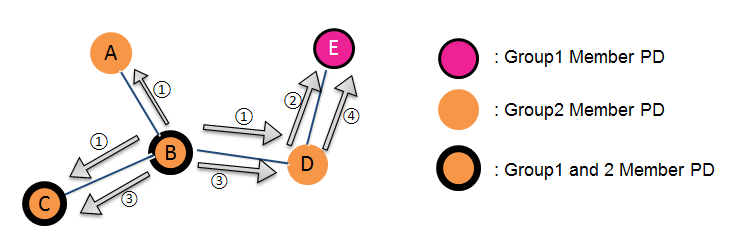 E
: Group1 Member PD
A
①
②
①
④
: Group2 Member PD
①
B
D
③
: Group1 and 2 Member PD
③
C